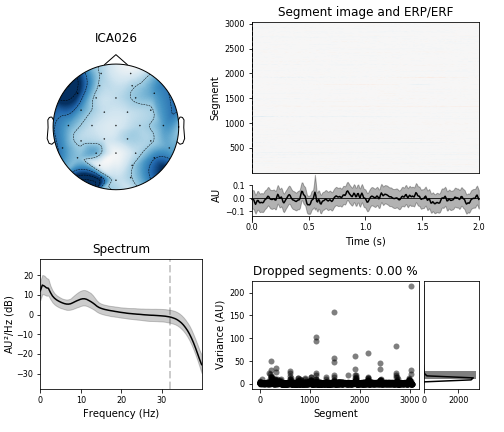 ICA026
Segment image and ERP/ERF
3000
2500
2000
1500
1000
500
Segment
0.1
0.0
−0.1
AU
0.0 0.5 1.0 1.5 2.0
Time (s)
Spectrum
20
10
0
−10
−20
−30
AU²/Hz (dB)
0 10 20 30
Frequency (Hz)
Dropped segments: 0.00 %
200
150
100
50
0
Variance (AU)
0 1000 2000 3000
Segment
0 2000